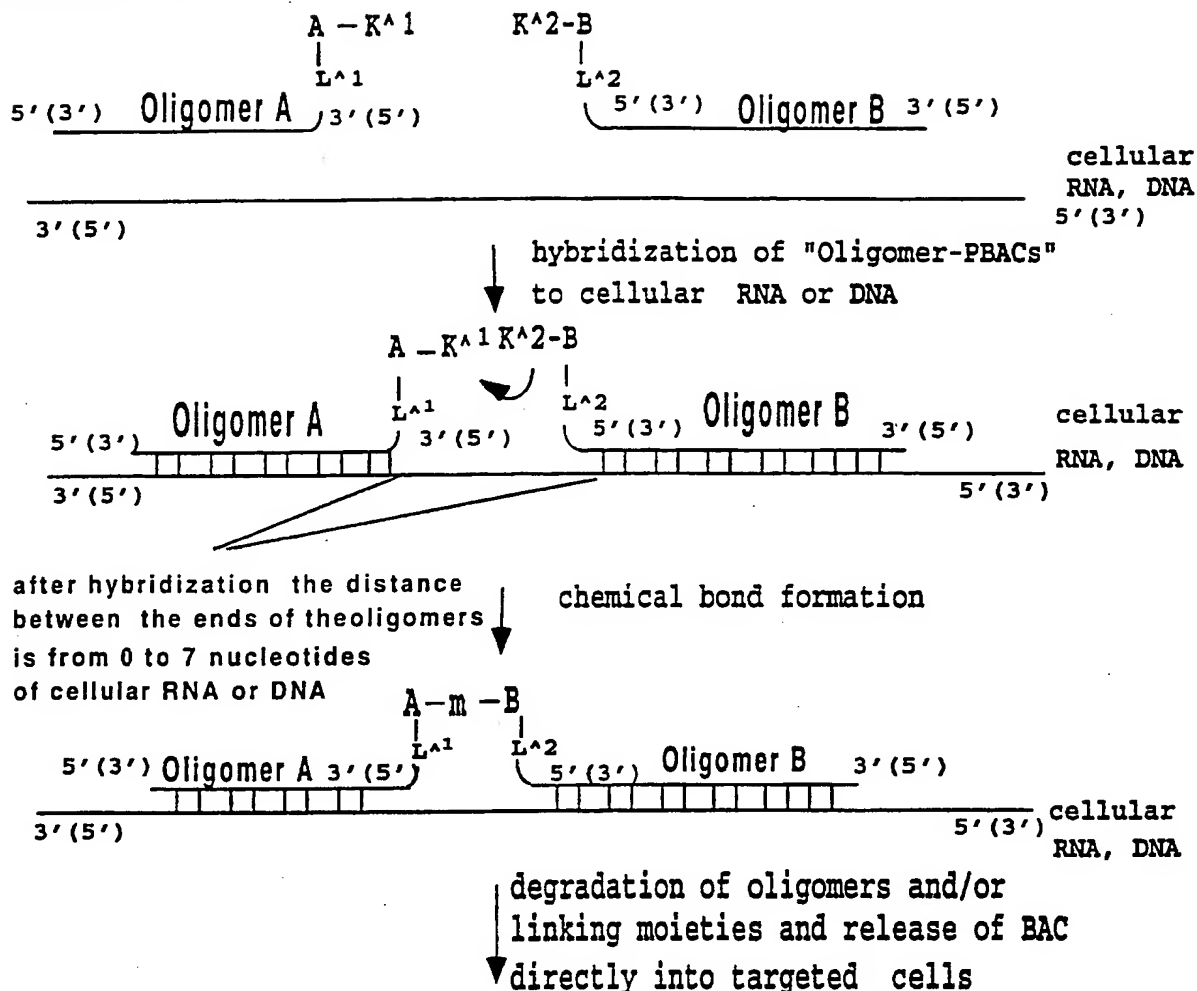 A – K^1 K^2-B
L^1 L^2
5'(3') Oligomer A 3'(5') 5'(3') Oligomer B 3'(5')
cellular
RNA, DNA
3'(5') 5'(3')
hybridization of "Oligomer-PBACs"
to cellular RNA or DNA
A – K^1 K^2-B
L^1 L^2
5'(3') Oligomer A 3'(5') 5'(3') Oligomer B 3'(5')
cellular
RNA, DNA
3'(5') 5'(3')
after hybridization the distance
between the ends of theoligomers
is from 0 to 7 nucleotides
of cellular RNA or DNA
chemical bond formation
A–m –B
L^1 L^2
5'(3') Oligomer A 3'(5') 5'(3') Oligomer B 3'(5')
3'(5') 5'(3')
cellular
RNA, DNA
degradation of oligomers and/or
linking moieties and release of BAC
directly into targeted cells